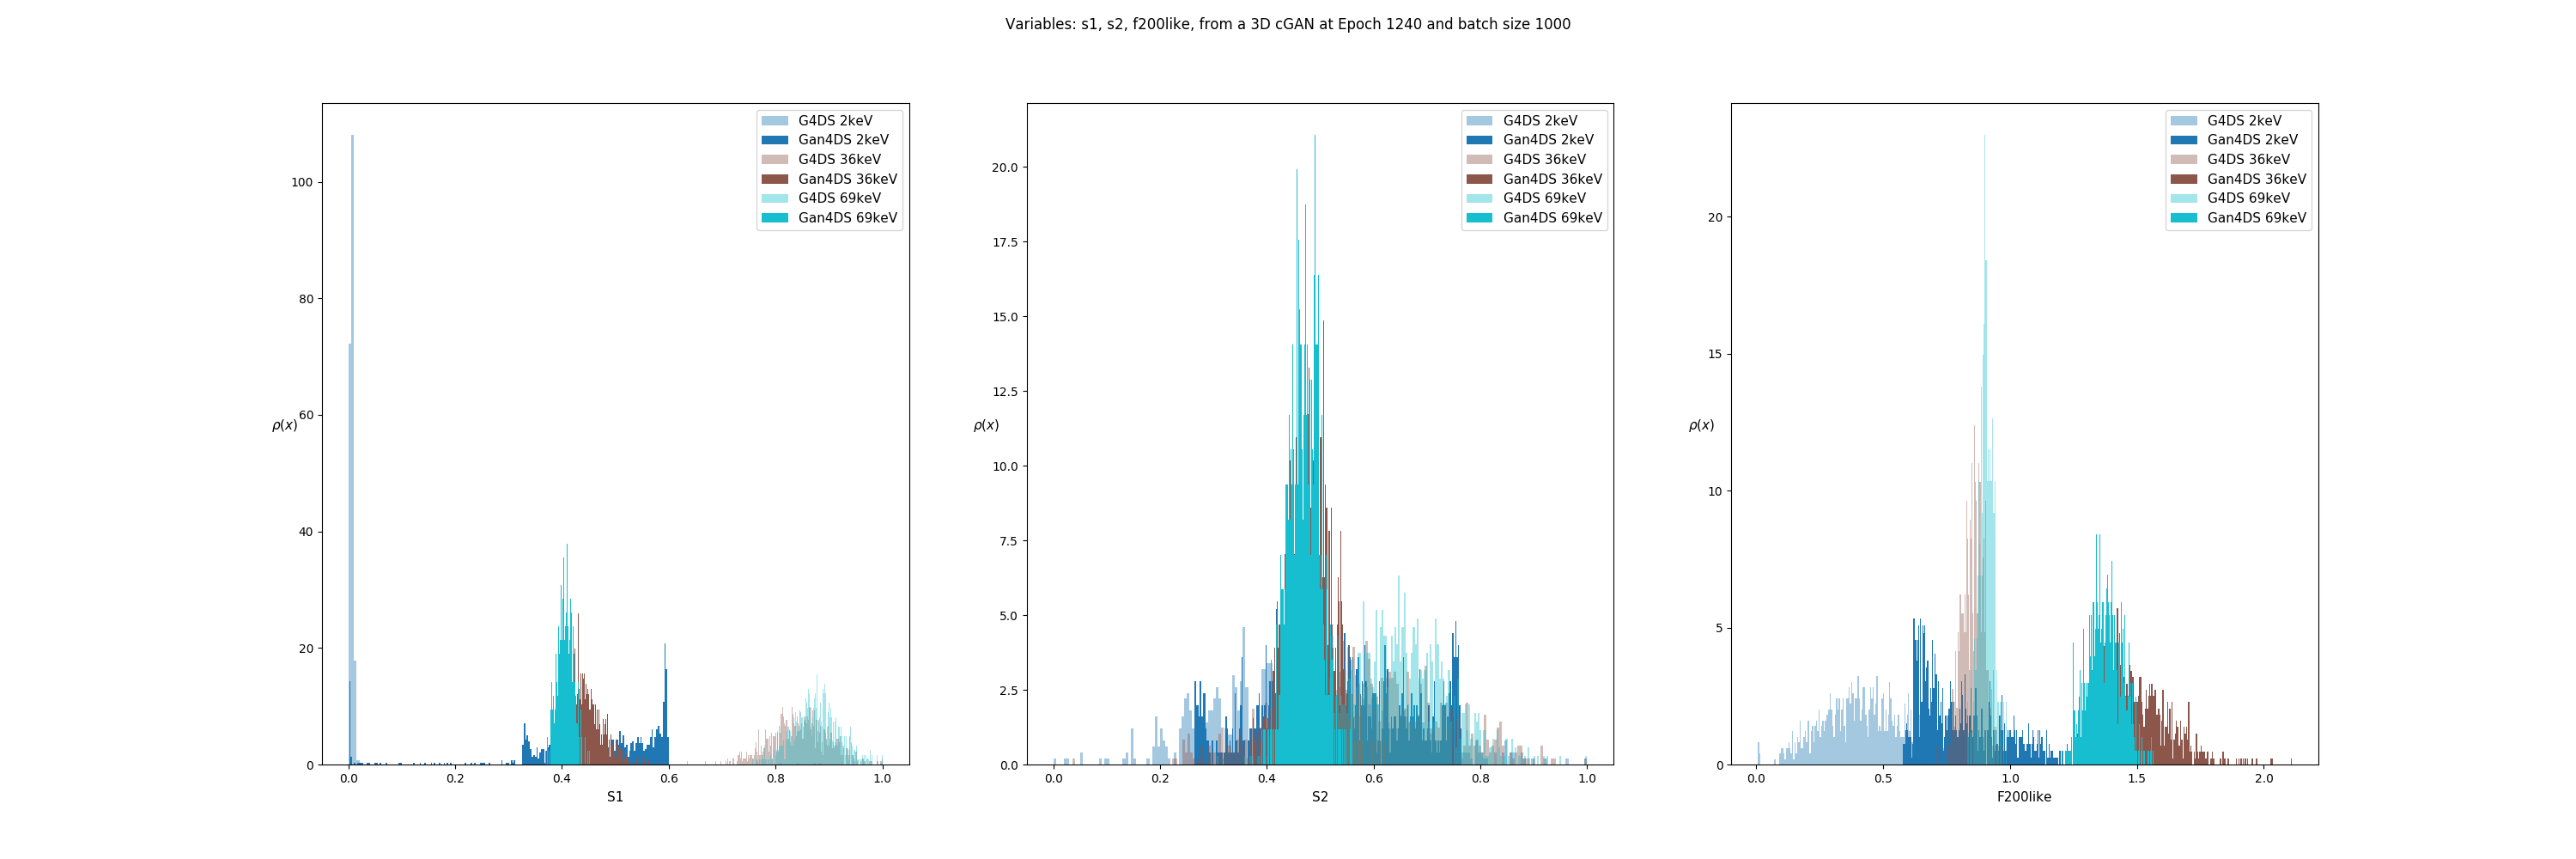 Variables: s1, s2, f200like, from a 3D cGAN at Epoch 1240 and batch size 1000
G4DS 2keV
Gan4DS 2keV
G4DS 36keV
Gan4DS 36keV
G4DS 69keV
Gan4DS 69keV
100
80
60
40
20
0
ρ(x)
0.0 0.2 0.4 0.6 0.8 1.0
S1
G4DS 2keV
Gan4DS 2keV
G4DS 36keV
Gan4DS 36keV
G4DS 69keV
Gan4DS 69keV
20.0
17.5
15.0
12.5
10.0
7.5
5.0
2.5
0.0
ρ(x)
0.0 0.2 0.4 0.6 0.8 1.0
S2
G4DS 2keV
Gan4DS 2keV
G4DS 36keV
Gan4DS 36keV
G4DS 69keV
Gan4DS 69keV
20
15
10
5
0
ρ(x)
0.0 0.5 1.0 1.5 2.0
F200like